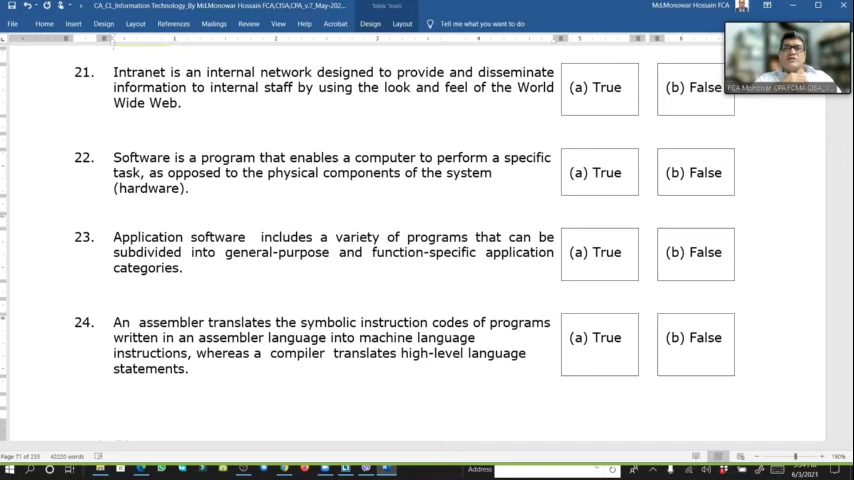 CA_CL_Information Technology_By Md.Monowar Hossain FCA,CISA,CPA_v.7_May-202...
Table Tools
Md.Monowar Hossain FCA
File Home Insert Design Layout References Mailings Review View Help Acrobat Design Layout Tell me what you want to do
21. Intranet is an internal network designed to provide and disseminate
information to internal staff by using the look and feel of the World
Wide Web.
(a) True (b) False
FCA Monowar CPA,FCMA,CISA
22. Software is a program that enables a computer to perform a specific
task, as opposed to the physical components of the system
(hardware).
(a) True (b) False
23. Application software includes a variety of programs that can be
subdivided into general-purpose and function-specific application
categories.
(a) True (b) False
24. An assembler translates the symbolic instruction codes of programs
written in an assembler language into machine language
instructions, whereas a compiler translates high-level language
statements.
(a) True (b) False
Page 71 of 233 42220 words
190%
Address
6/3/2021